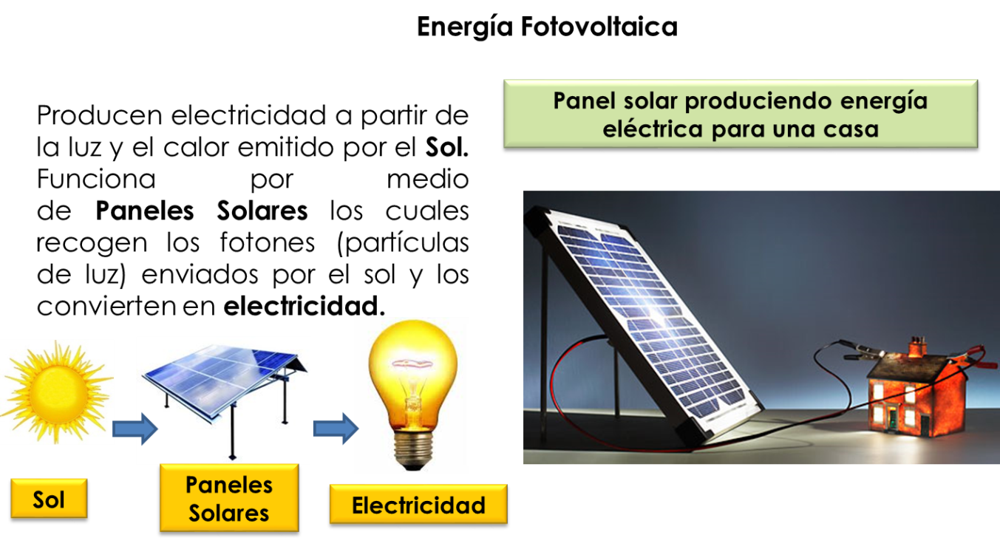 Energía Fotovoltaica
Producen electricidad a partir de
la luz y el calor emitido por el Sol.
Funciona por medio
de Paneles Solares los cuales
recogen los fotones (partículas
de luz) enviados por el sol y los
convierten en electricidad.
Panel solar produciendo energía
eléctrica para una casa
Sol
Paneles
Solares
Electricidad